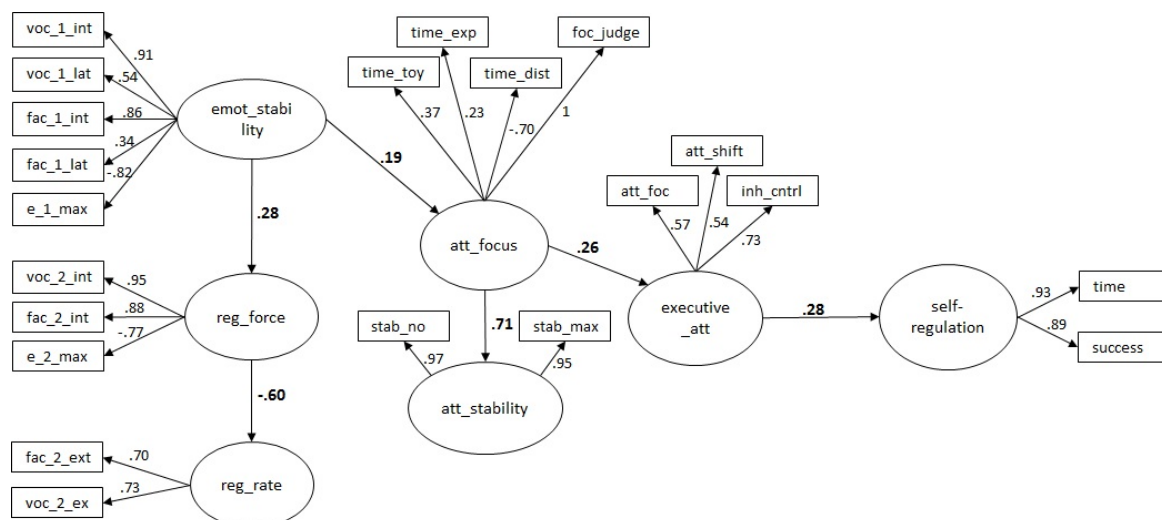 voc_1_int
.91
voc_1_lat
.54
fac_1_int
.86
.34
fac_1_lat
-.82
e_1_max
emot_stabi
lity
.19
.28
time_exp
foc_judge
time_toy
time_dist
.37
.23
-.70
1
att_focus
att_shift
att_foc
inh_cntrl
.57
.54
.73
.26
executive
_att
.28
self-
regulation
.93
time
.89
success
voc_2_int
.95
fac_2_int
.88
-.77
e_2_max
reg_force
stab_no
.71
stab_max
.97
.95
att_stability
-.60
fac_2_ext
.70
voc_2_ex
.73
reg_rate